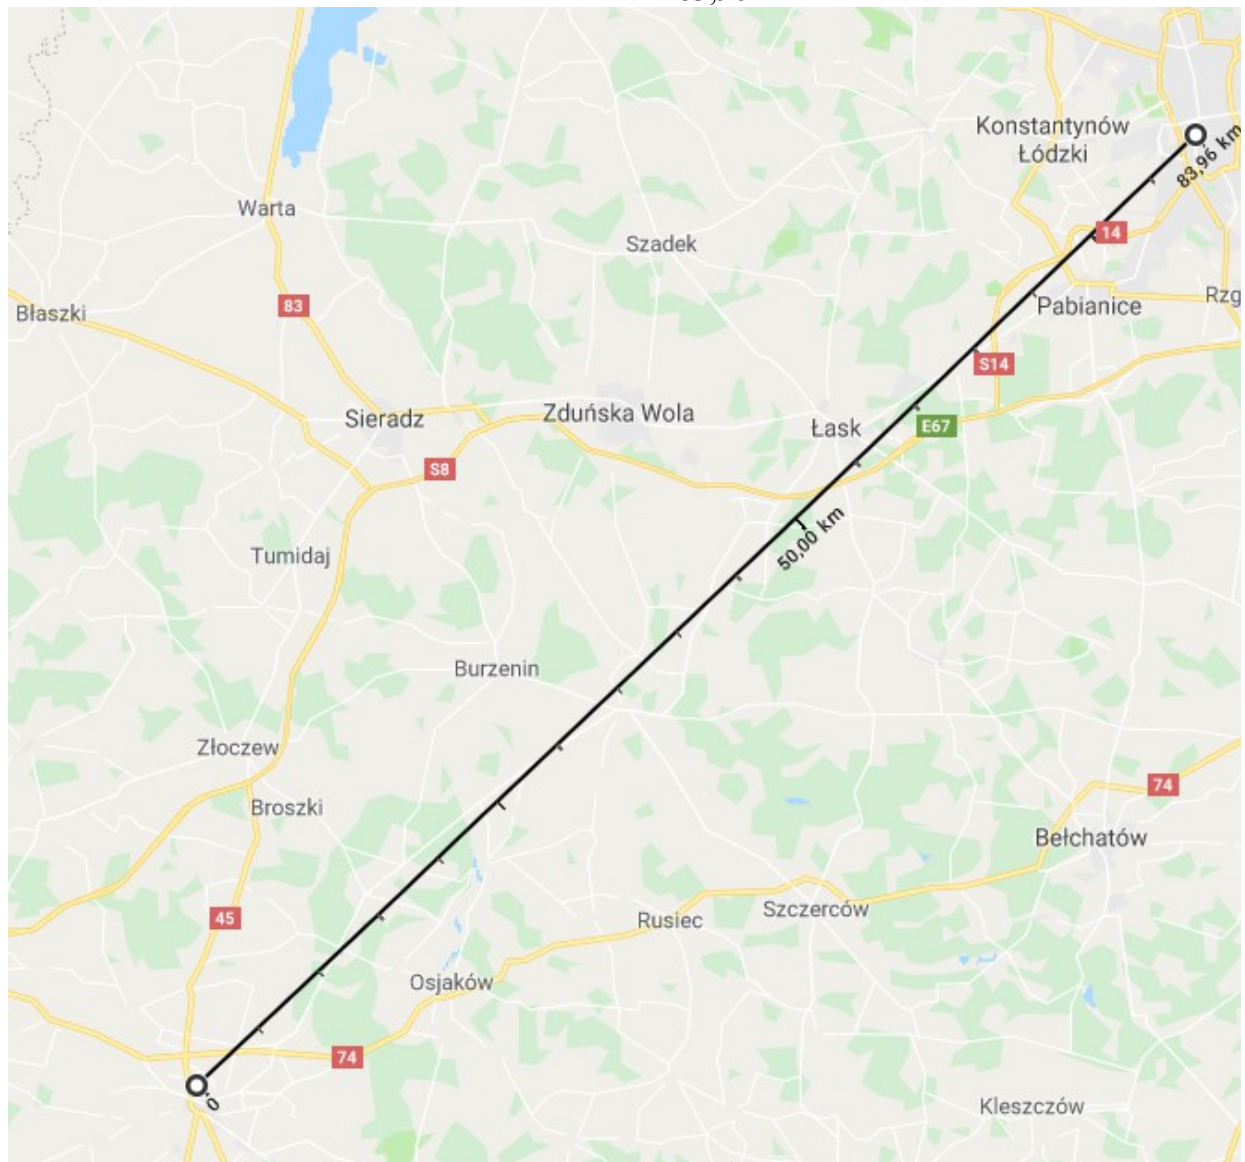 Konstantynów
Łódzki
83,96 km
Warta
14
Szadek
83
Błaszki
Pabianice
Rzg
S14
Sieradz
Zduńska Wola
Łask
E67
S8
50,00 km
Tumidaj
Burzenin
Złoczew
74
Broszki
Bełchatów
45
Rusiec
Szczerców
Osjaków
74
0
Kleszczów